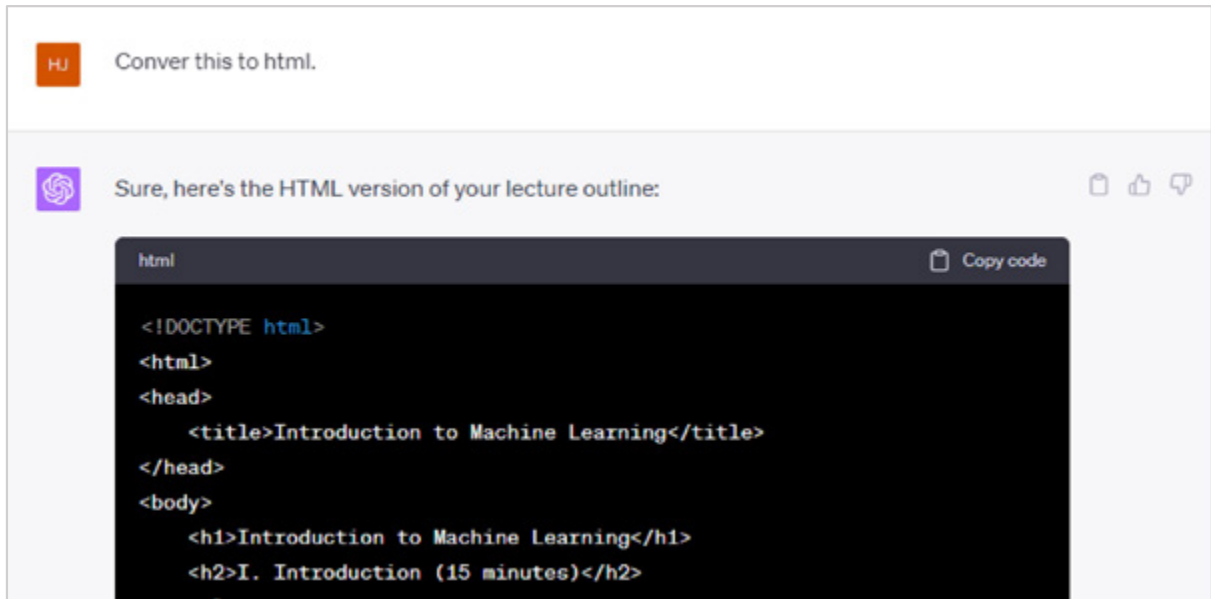 HJ
Conver this to html.
Sure, here's the HTML version of your lecture outline:
html
Copy code
<!DOCTYPE html>
<html>
<head>
<title>Introduction to Machine Learning</title>
</head>
<body>
<h1>Introduction to Machine Learning</h1>
<h2>I. Introduction (15 minutes)</h2>